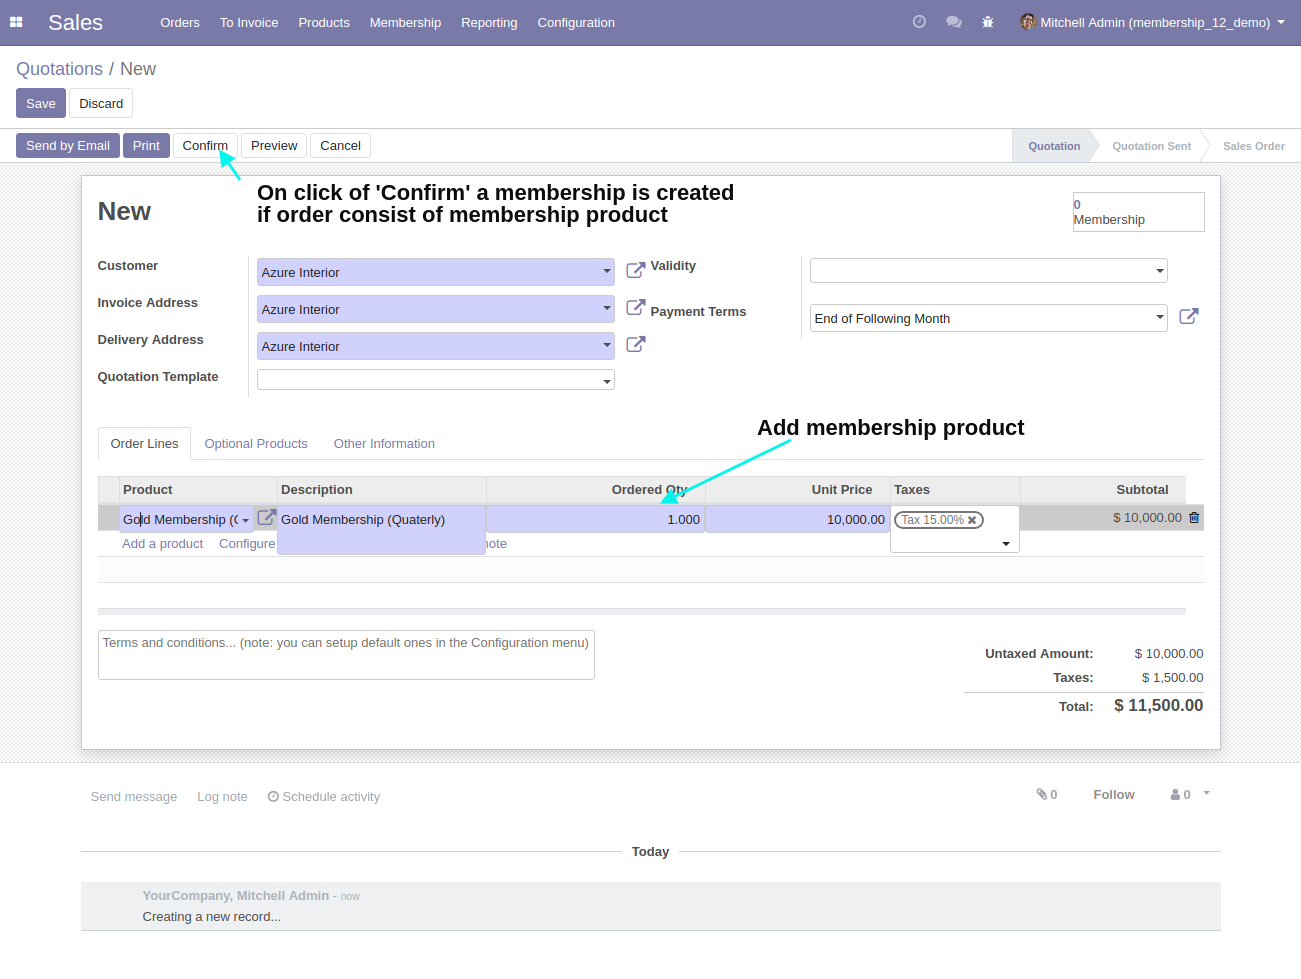 Sales Orders To Invoice Products Membership Reporting Configuration Mitchell Admin (membership_12_demo)
Quotations / New
Save Discard
Send by Email Print Confirm Preview Cancel Quotation Quotation Sent Sales Order
On click of 'Confirm' a membership is created
if order consist of membership product
New
0
Membership
Customer Azure Interior Validity
Invoice Address Azure Interior Payment Terms End of Following Month
Delivery Address Azure Interior
Quotation Template
Add membership product
Order Lines Optional Products Other Information
Product Description Ordered Qty Unit Price Taxes Subtotal
Gold Membership ( Gold Membership (Quaterly) 1.000 10,000.00 Tax 15.00% $ 10,000.00
Add a product Configure note
Terms and conditions... (note: you can setup default ones in the Configuration menu)
Untaxed Amount: $ 10,000.00
Taxes: $ 1,500.00
Total: $ 11,500.00
Send message Log note Schedule activity 0 Follow 0
Today
YourCompany, Mitchell Admin - now
Creating a new record...